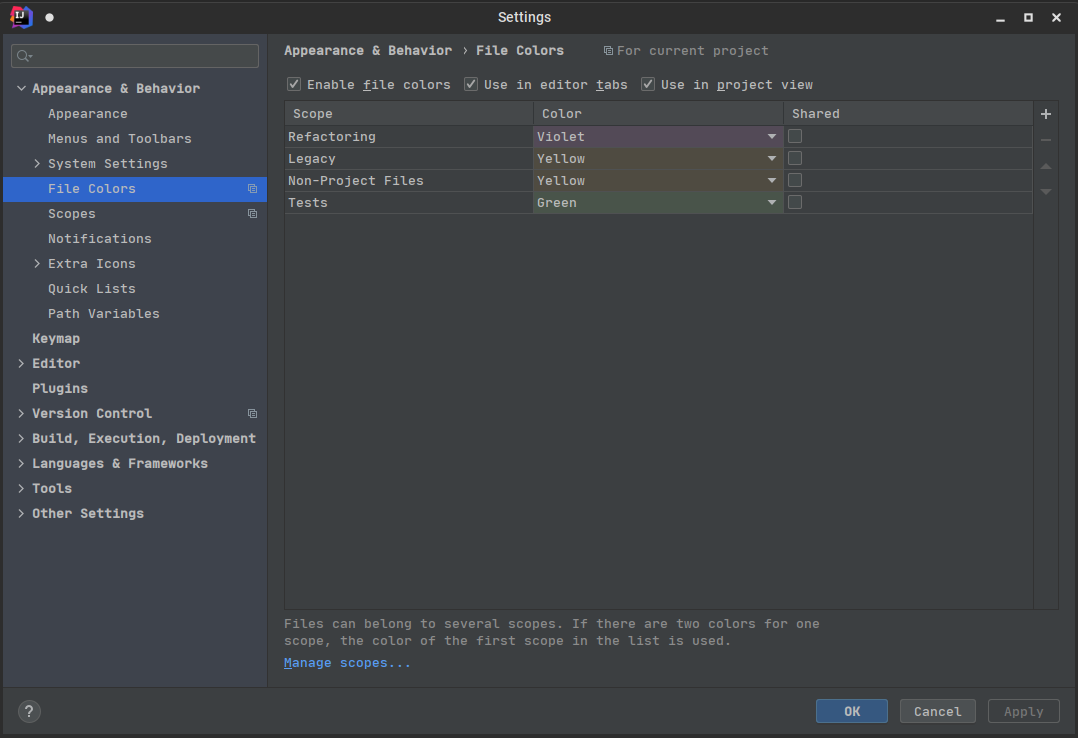 IJ
Settings
Appearance & Behavior
Appearance
Menus and Toolbars
System Settings
File Colors
Scopes
Notifications
Extra Icons
Quick Lists
Path Variables
Keymap
Editor
Plugins
Version Control
Build, Execution, Deployment
Languages & Frameworks
Tools
Other Settings
Appearance & Behavior › File Colors For current project
Enable file colors Use in editor tabs Use in project view
Scope Color Shared
Refactoring Violet
Legacy Yellow
Non-Project Files Yellow
Tests Green
Files can belong to several scopes. If there are two colors for one
scope, the color of the first scope in the list is used.
Manage scopes...
? OK Cancel Apply